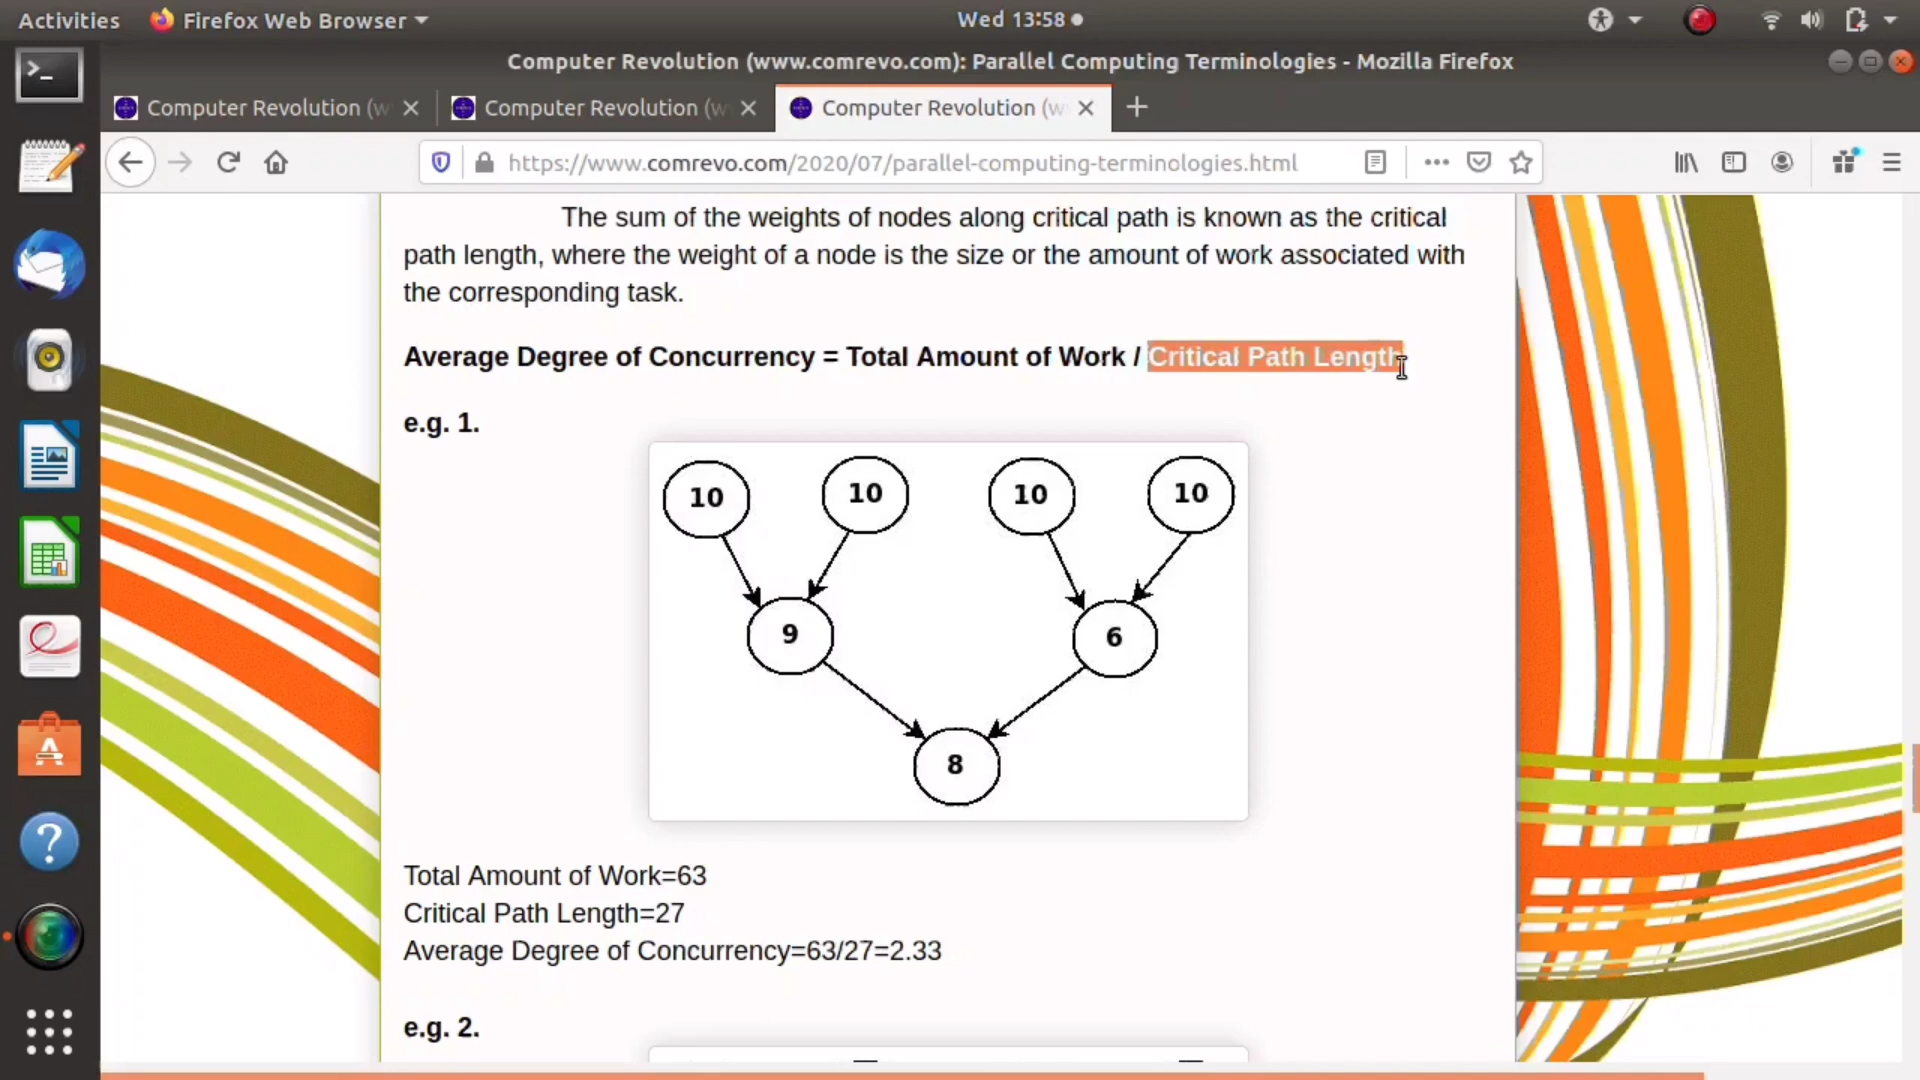 Activities Firefox Web Browser Wed 13:58
Computer Revolution (www.comrevo.com): Parallel Computing Terminologies - Mozilla Firefox
Computer Revolution (w Computer Revolution (w Computer Revolution (w
https://www.comrevo.com/2020/07/parallel-computing-terminologies.html
The sum of the weights of nodes along critical path is known as the critical
path length, where the weight of a node is the size or the amount of work associated with
the corresponding task.
Average Degree of Concurrency = Total Amount of Work / Critical Path Length
e.g. 1.
10 10 10 10
9 6
8
Total Amount of Work=63
Critical Path Length=27
Average Degree of Concurrency=63/27=2.33
e.g. 2.